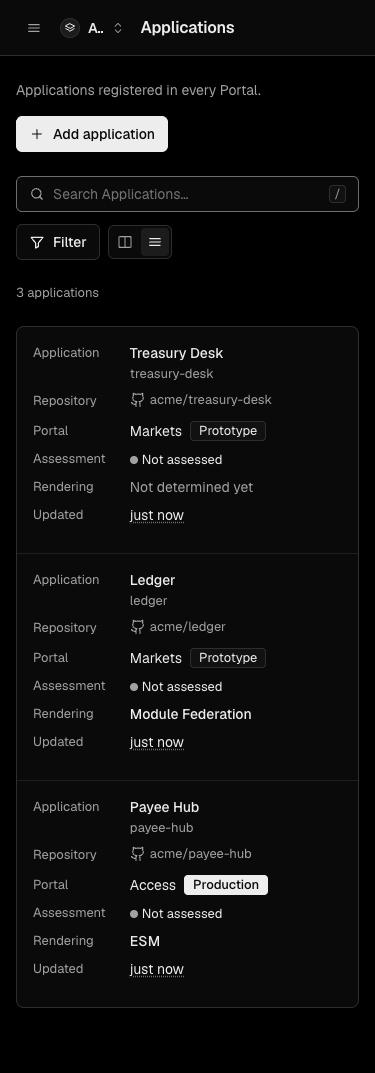 A.. Applications
Applications registered in every Portal.
+ Add application
Search Applications... /
Filter
3 applications
Application Treasury Desk
treasury-desk
Repository acme/treasury-desk
Portal Markets Prototype
Assessment Not assessed
Rendering Not determined yet
Updated just now
Application Ledger
ledger
Repository acme/ledger
Portal Markets Prototype
Assessment Not assessed
Rendering Module Federation
Updated just now
Application Payee Hub
payee-hub
Repository acme/payee-hub
Portal Access Production
Assessment Not assessed
Rendering ESM
Updated just now